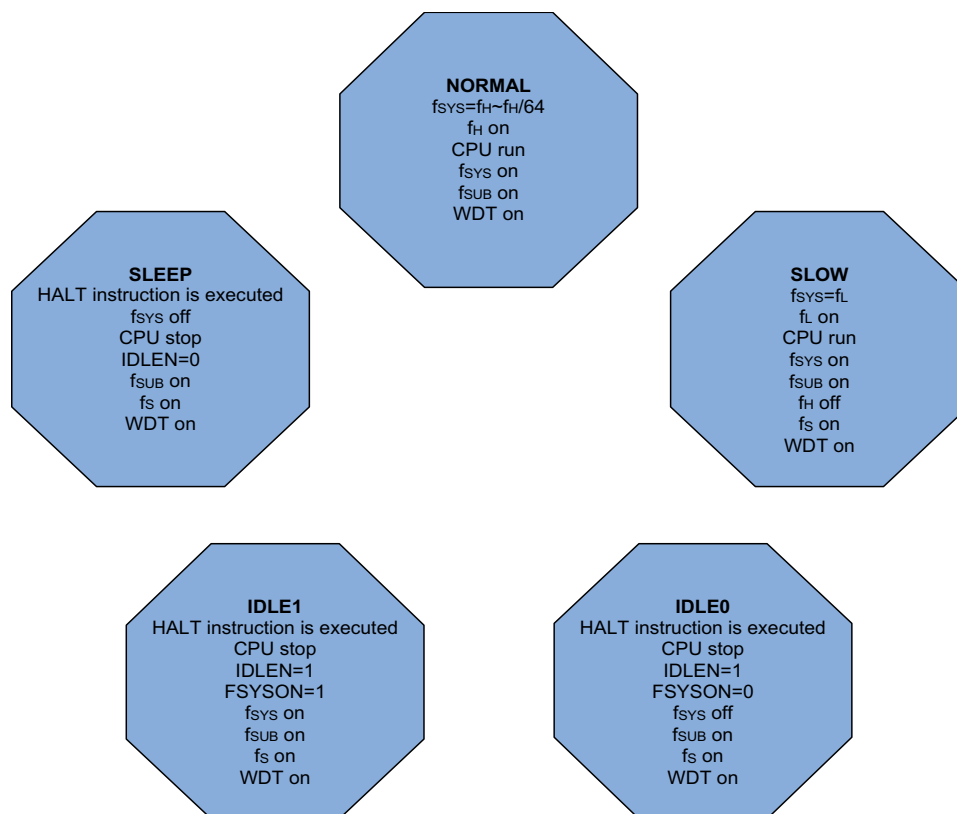 NORMAL
fSYS=fH~fH/64
fH on
CPU run
fSYS on
fSUB on
WDT on
SLEEP
HALT instruction is executed
fSYS off
CPU stop
IDLEN=0
fSUB on
fS on
WDT on
SLOW
fSYS=fL
fL on
CPU run
fSYS on
fSUB on
fH off
fS on
WDT on
IDLE1
HALT instruction is executed
CPU stop
IDLEN=1
FSYSON=1
fSYS on
fSUB on
fS on
WDT on
IDLE0
HALT instruction is executed
CPU stop
IDLEN=1
FSYSON=0
fSYS off
fSUB on
fS on
WDT on